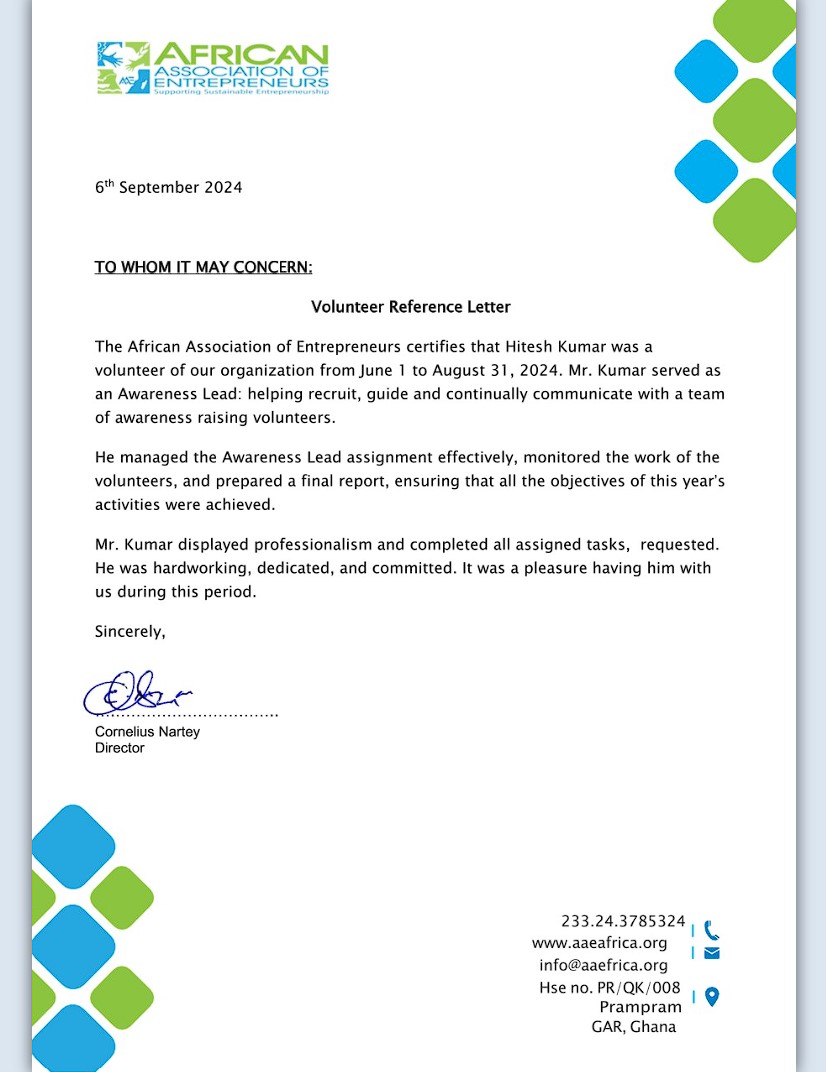 AFRICAN
ASSOCIATION OF
ENTREPRENEURS
Supporting Sustainable Entrepreneurship
AAE
6th September 2024
TO WHOM IT MAY CONCERN:
Volunteer Reference Letter
The African Association of Entrepreneurs certifies that Hitesh Kumar was a
volunteer of our organization from June 1 to August 31, 2024. Mr. Kumar served as
an Awareness Lead: helping recruit, guide and continually communicate with a team
of awareness raising volunteers.
He managed the Awareness Lead assignment effectively, monitored the work of the
volunteers, and prepared a final report, ensuring that all the objectives of this year's
activities were achieved.
Mr. Kumar displayed professionalism and completed all assigned tasks,  requested.
He was hardworking, dedicated, and committed. It was a pleasure having him with
us during this period.
Sincerely,
Cornelius Nartey
Director
233.24.3785324
www.aaeafrica.org
info@aaefrica.org
Hse no. PR/QK/008
Prampram
GAR, Ghana